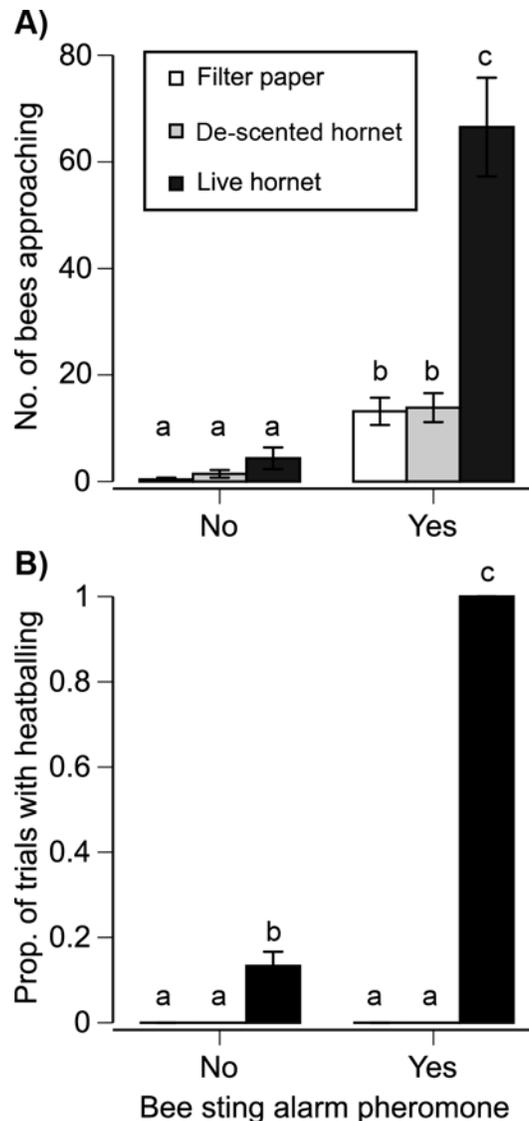 A)
No. of bees approaching
80
60
40
20
0
Filter paper
De-scented hornet
Live hornet
a a a b b c
No Yes
B)
Prop. of trials with heatballing
1
0.8
0.6
0.4
0.2
0
a a b a a c
No Yes
Bee sting alarm pheromone